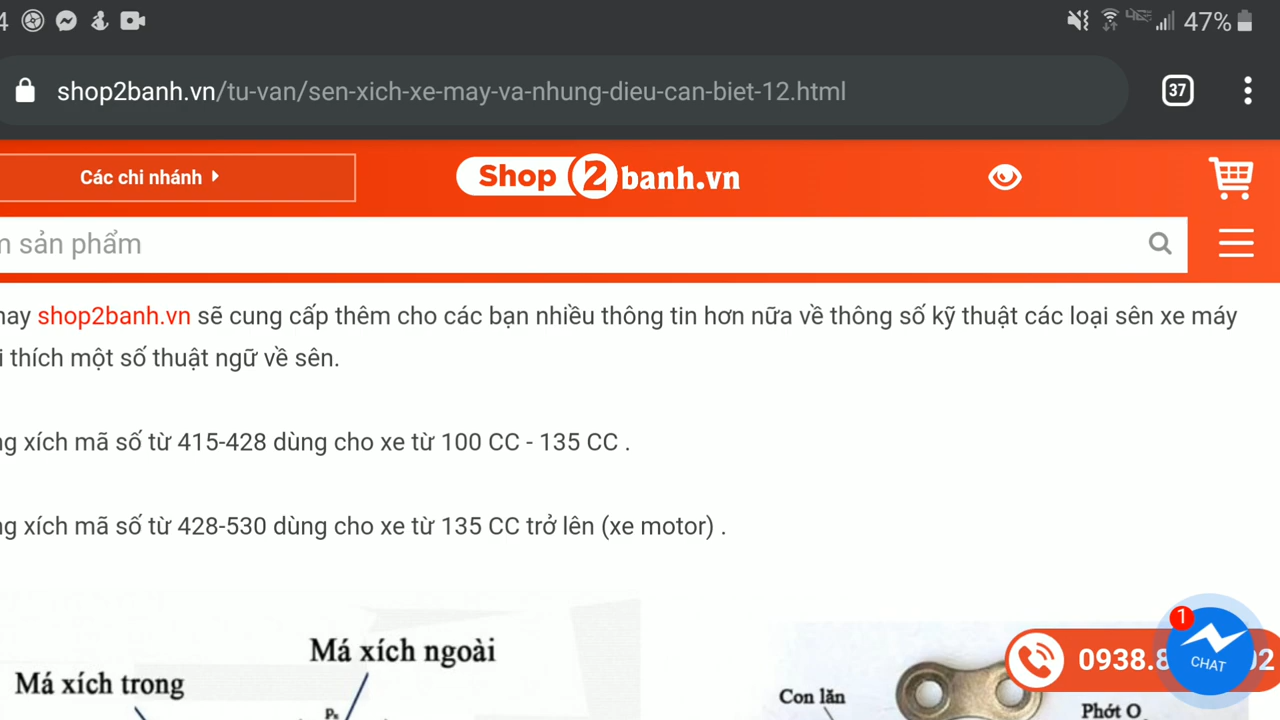 47%
shop2banh.vn/tu-van/sen-xich-xe-may-va-nhung-dieu-can-biet-12.html
37
Các chi nhánh
Shop 2 banh.vn
sản phẩm
shop2banh.vn sẽ cung cấp thêm cho các bạn nhiều thông tin hơn nữa về thông số kỹ thuật các loại sên xe máy
thích một số thuật ngữ về sên.
xích mã số từ 415-428 dùng cho xe từ 100 CC - 135 CC .
xích mã số từ 428-530 dùng cho xe từ 135 CC trở lên (xe motor) .
Má xích ngoài
Má xích trong
Con lăn
Phớt O
1
CHAT
0938.8
02